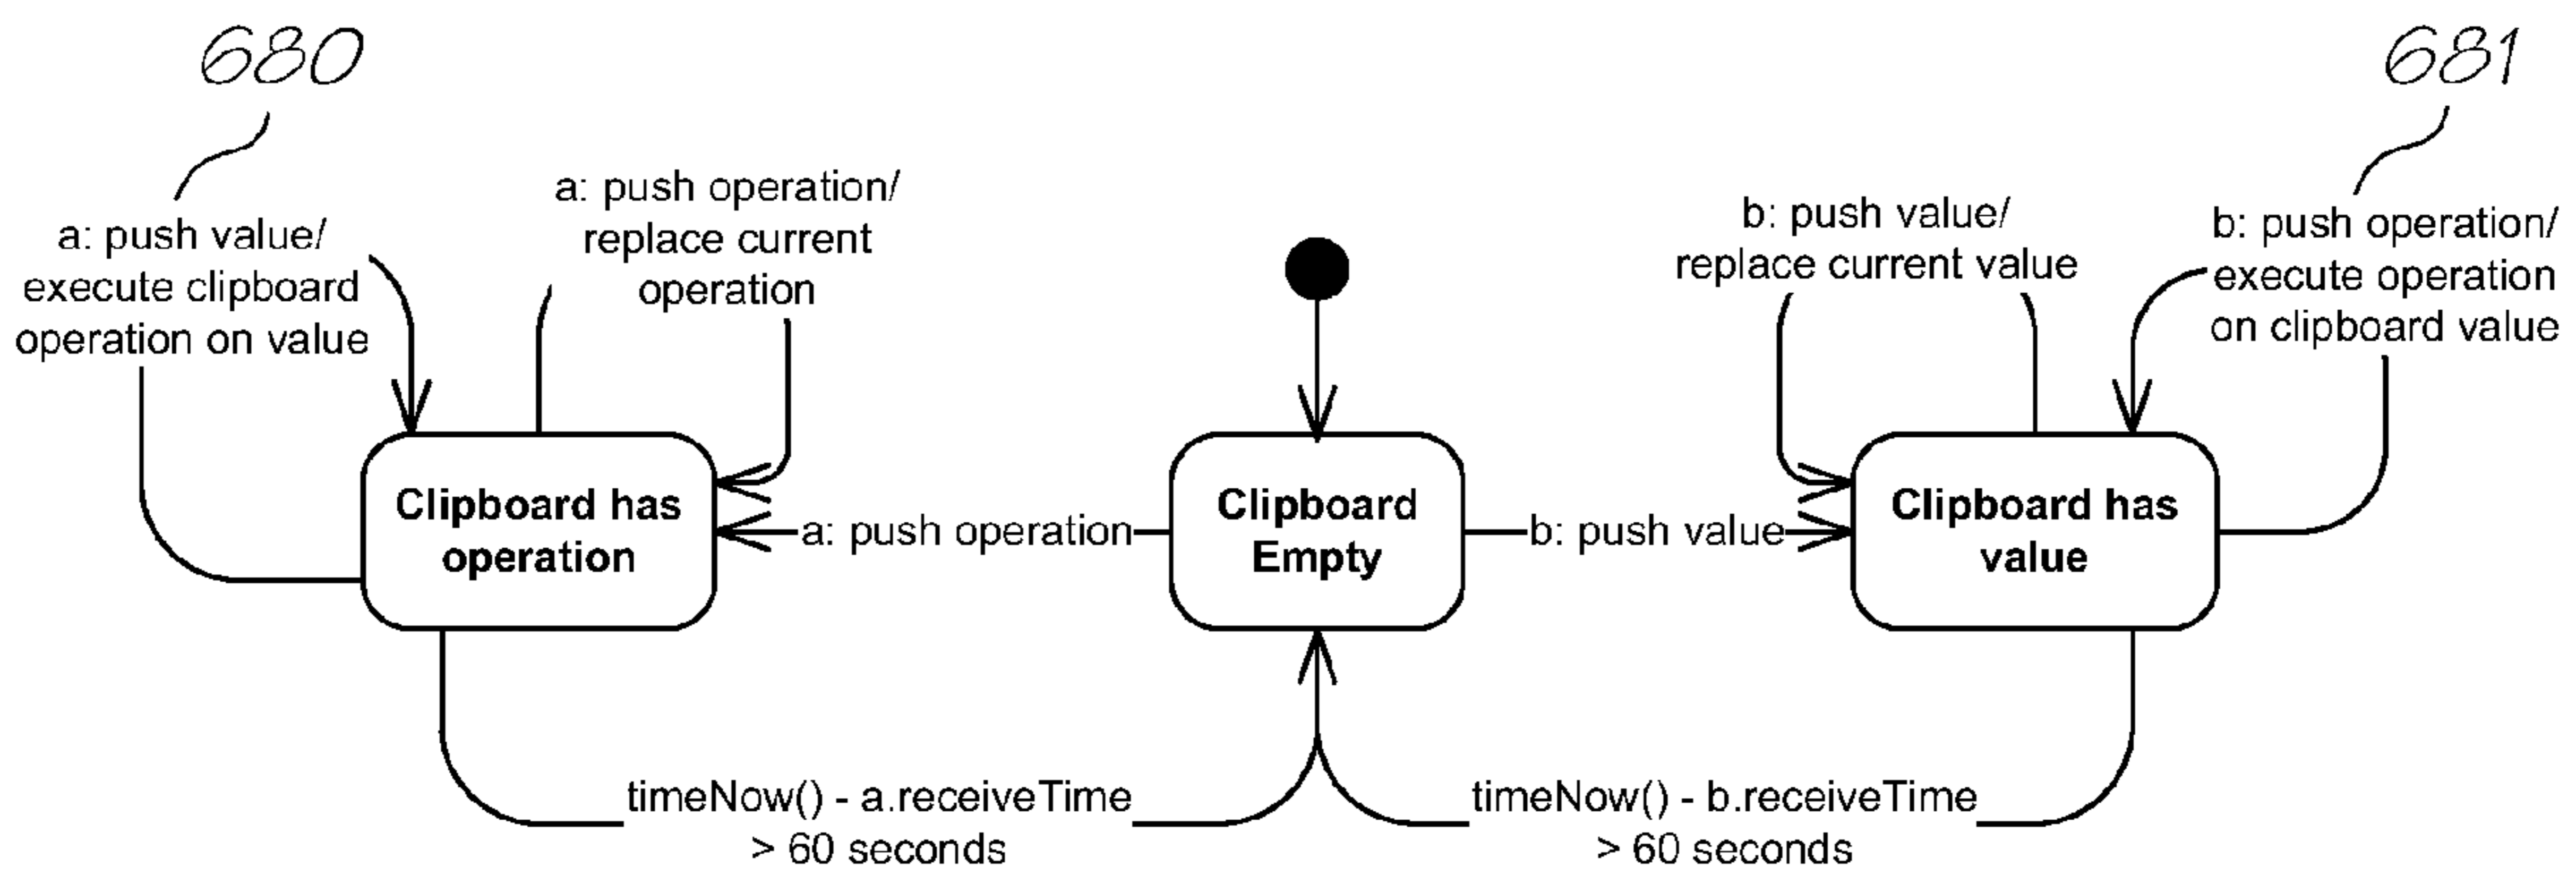 680
681
a: push value/
execute clipboard
operation on value
a: push operation/
replace current
operation
b: push value/
replace current value
b: push operation/
execute operation
on clipboard value
Clipboard has
operation
a: push operation
Clipboard
Empty
b: push value
Clipboard has
value
timeNow() - a.receiveTime
> 60 seconds
timeNow() - b.receiveTime
> 60 seconds